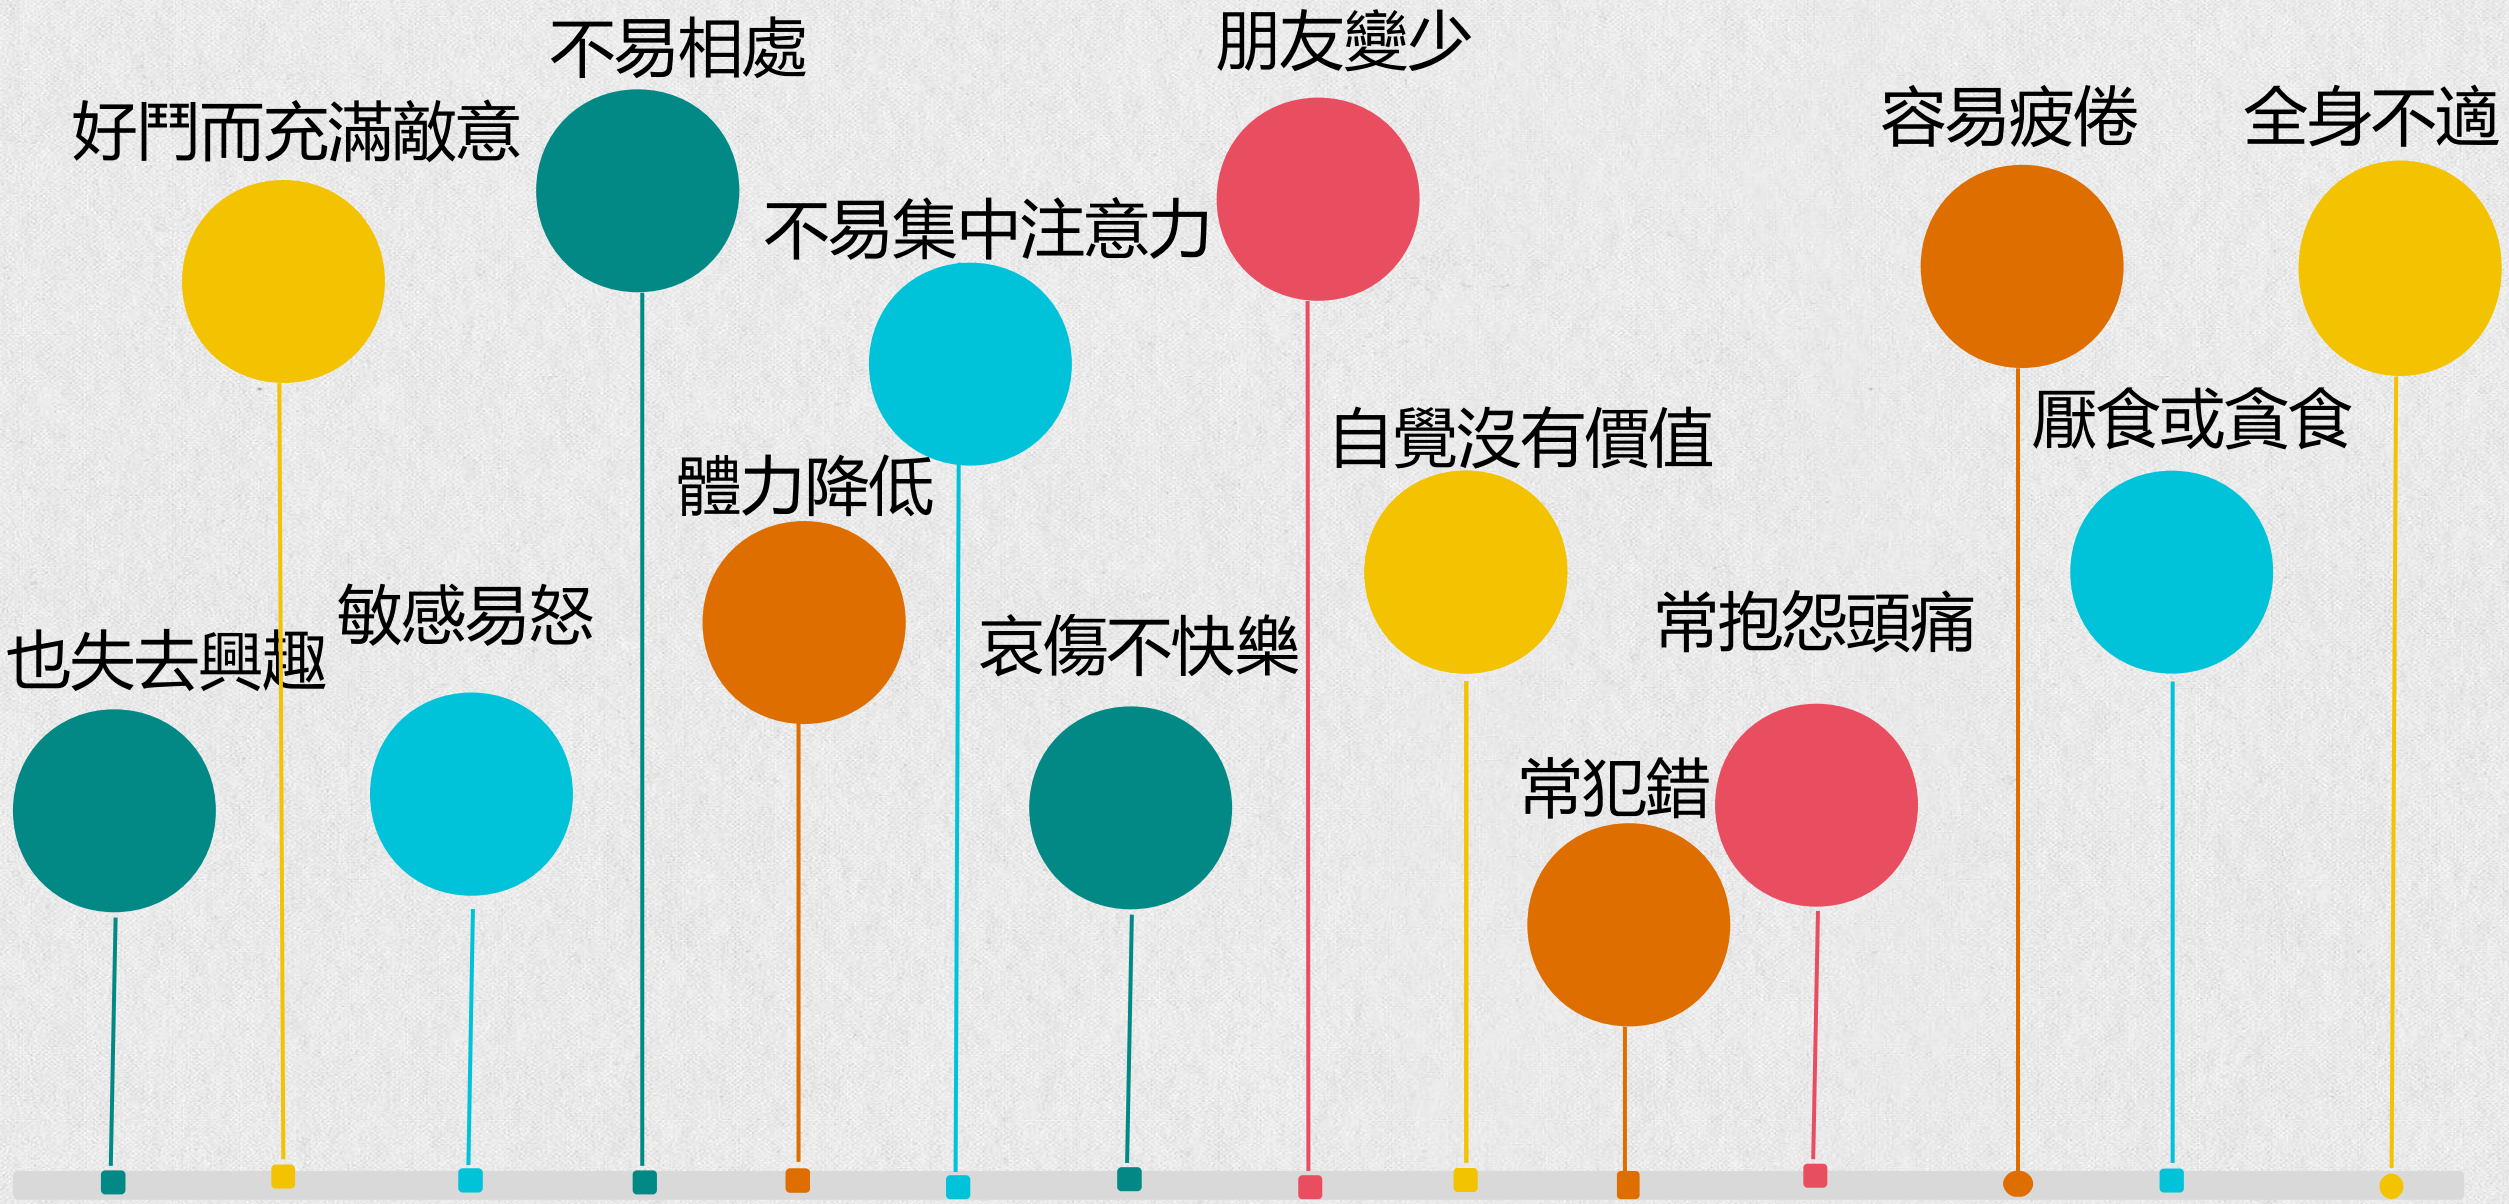 也失去興趣
好鬥而充滿敵意
敏感易怒
不易相處
體力降低
不易集中注意力
哀傷不快樂
朋友變少
自覺沒有價值
常犯錯
常抱怨頭痛
容易疲倦
厭食或貪食
全身不適